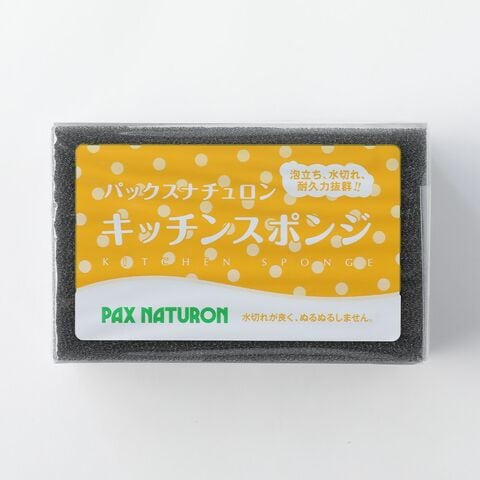 泡立ち、水切れ、
耐久力抜群!!
パックスナチュロン
キッチンスポンジ
KITCHEN SPONGE
PAX NATURON
水切れが良く、ぬるぬるしません。